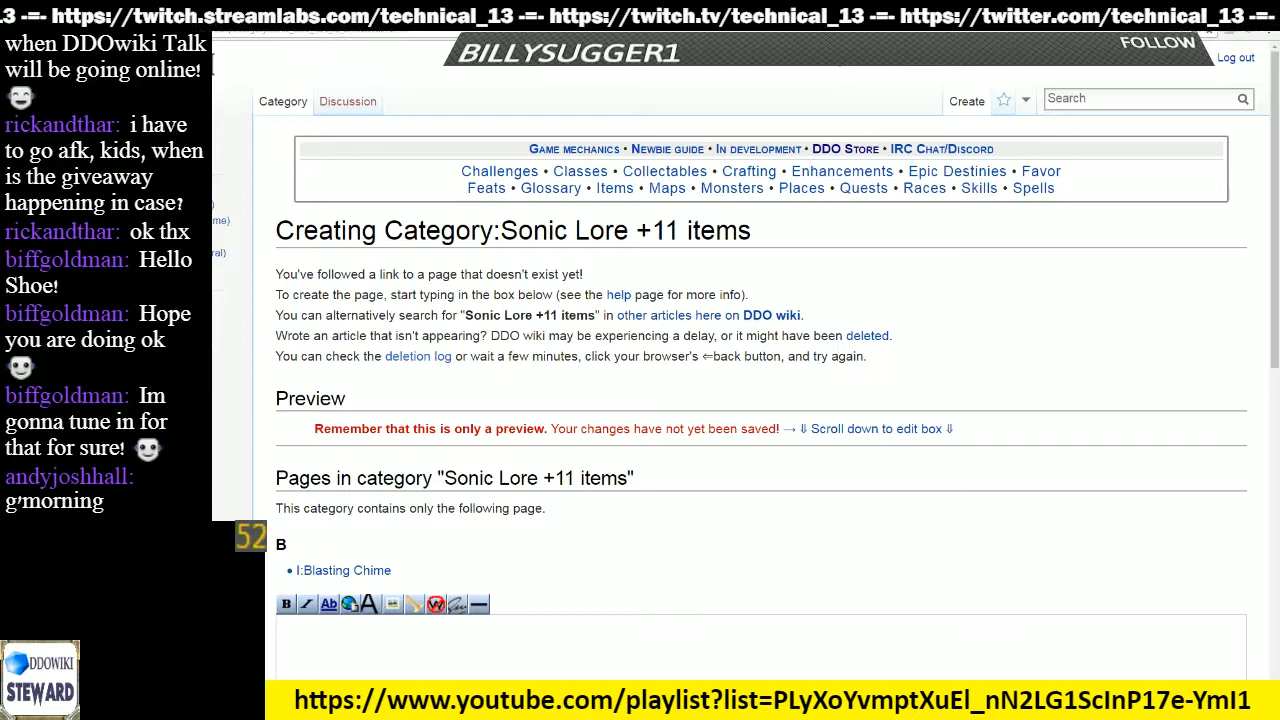 3 -=- https://twitch.streamlabs.com/technical_13 -=- https://twitch.tv/technical_13 -=- https://twitter.com/technical_13 -=-
when DDOwiki Talk
will be going online!
rickandthar: i have
to go afk, kids, when
is the giveaway
happening in case?
rickandthar: ok thx
biffgoldman: Hello
Shoe!
biffgoldman: Hope
you are doing ok
biffgoldman: Im
gonna tune in for
that for sure!
andyjoshhall:
g'morning
DDOWIKI
STEWARD
BILLYSUGGER1
FOLLOW
Log out
Category
Discussion
Create
Search
GAME MECHANICS • NEWBIE GUIDE • IN DEVELOPMENT • DDO STORE • IRC CHAT/DISCORD
Challenges • Classes • Collectables • Crafting • Enhancements • Epic Destinies • Favor
Feats • Glossary • Items • Maps • Monsters • Places • Quests • Races • Skills • Spells
me)
ral)
Creating Category:Sonic Lore +11 items
You've followed a link to a page that doesn't exist yet!
To create the page, start typing in the box below (see the help page for more info).
You can alternatively search for "Sonic Lore +11 items" in other articles here on DDO wiki.
Wrote an article that isn't appearing? DDO wiki may be experiencing a delay, or it might have been deleted.
You can check the deletion log or wait a few minutes, click your browser's ⇐back button, and try again.
Preview
Remember that this is only a preview. Your changes have not yet been saved! → ⇓ Scroll down to edit box ⇓
Pages in category "Sonic Lore +11 items"
This category contains only the following page.
52
B
• I:Blasting Chime
B I Ab A W
https://www.youtube.com/playlist?list=PLyXoYvmptXuEl_nN2LG1ScInP17e-YmI1